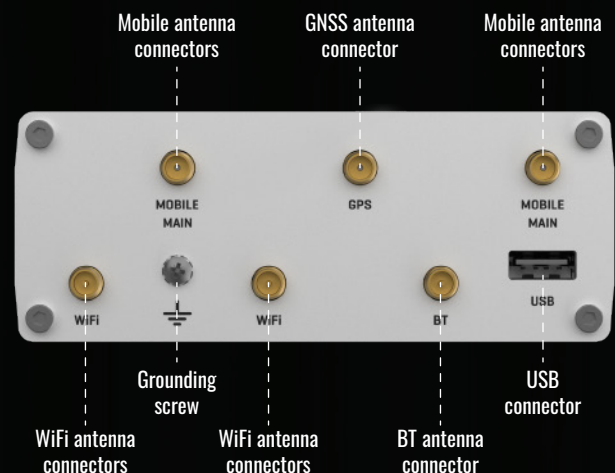 Mobile antenna
connectors
GNSS antenna
connector
Mobile antenna
connectors
MOBILE
MAIN
GPS
MOBILE
MAIN
WiFi
WiFi
BT
USB
Grounding
screw
USB
connector
WiFi antenna
connectors
WiFi antenna
connectors
BT antenna
connector